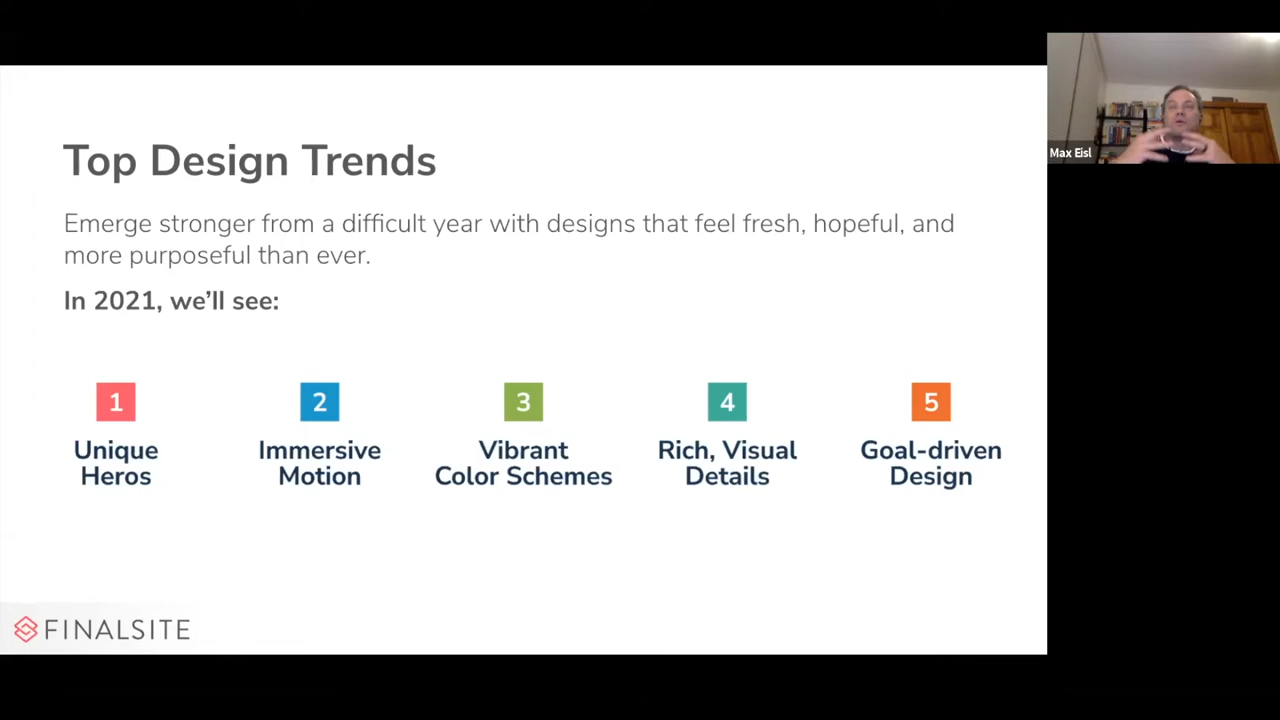 Top Design Trends
Emerge stronger from a difficult year with designs that feel fresh, hopeful, and
more purposeful than ever.
In 2021, we'll see:
1
Unique
Heros
2
Immersive
Motion
3
Vibrant
Color Schemes
4
Rich, Visual
Details
5
Goal-driven
Design
FINALSITE
Max Eisl